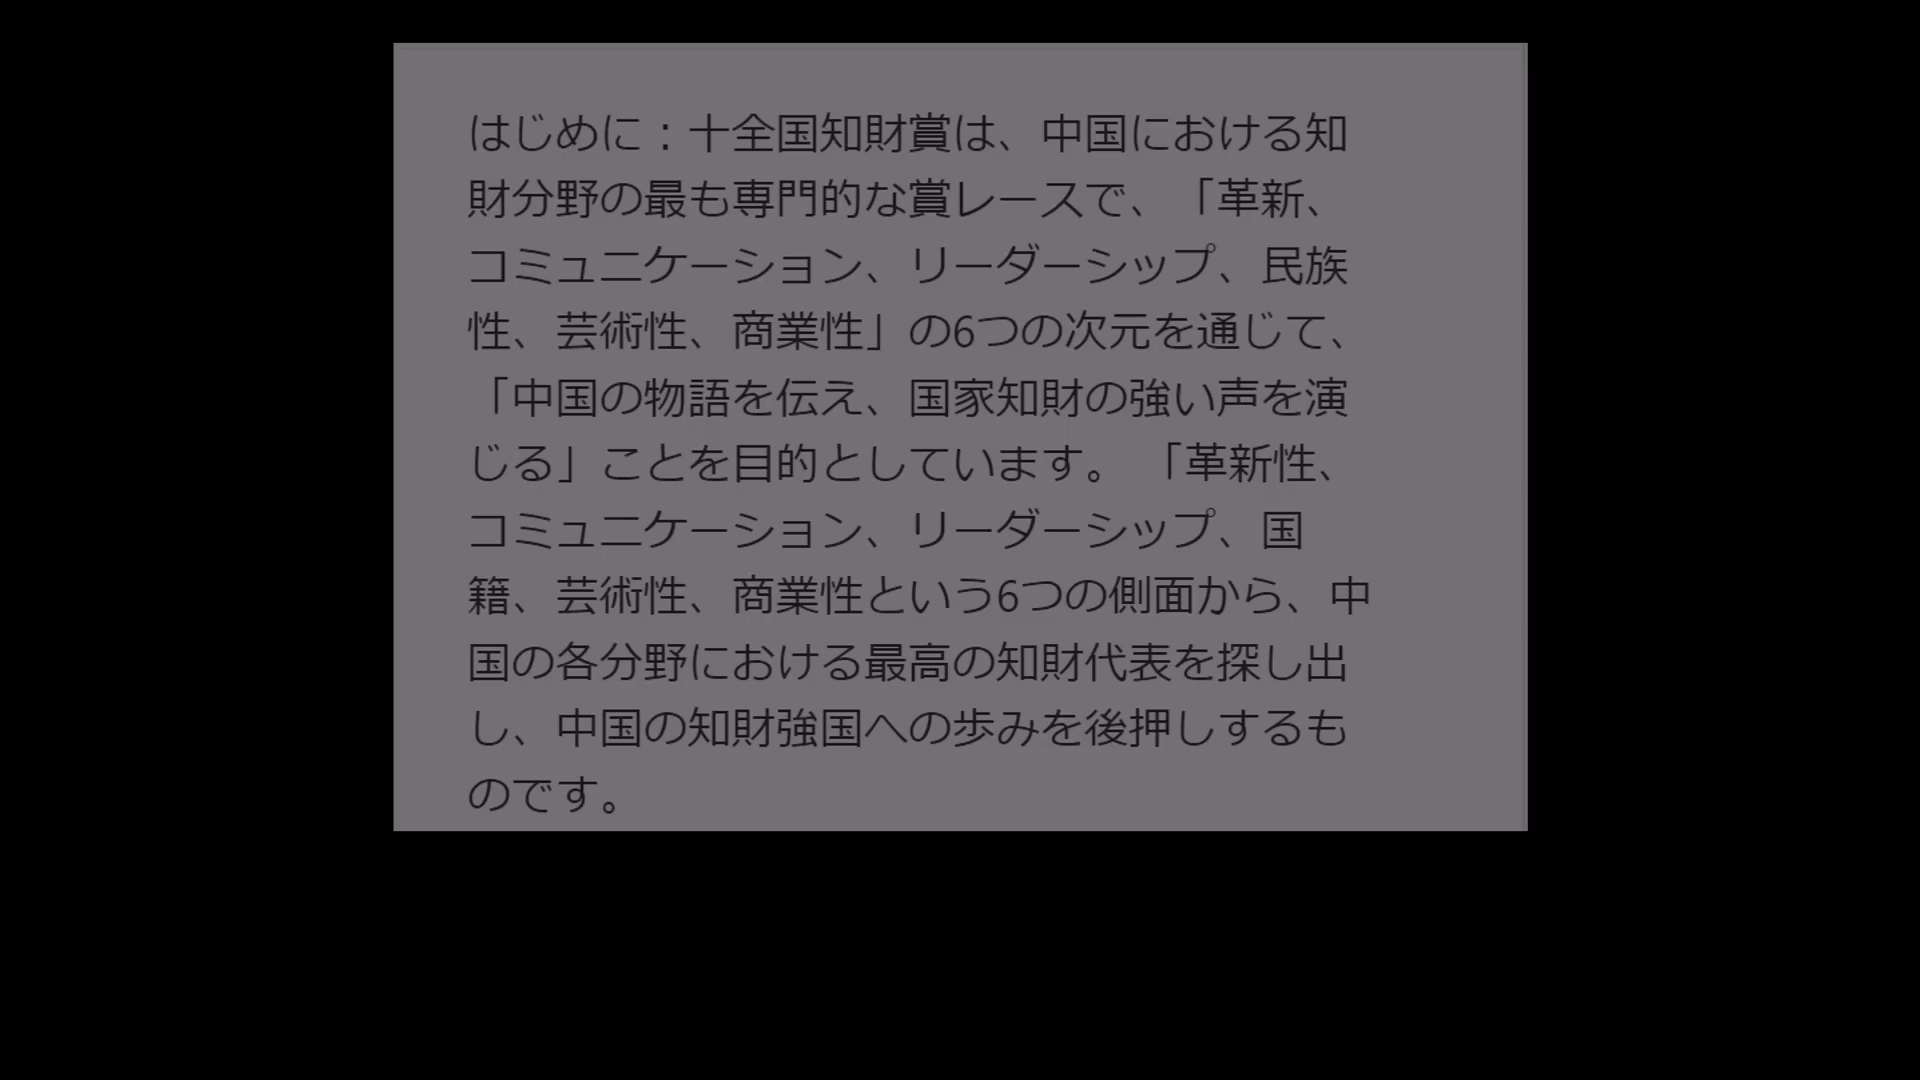 はじめに：十全国知財賞は、中国における知
財分野の最も専門的な賞レースで、「革新、
コミュニケーション、リーダーシップ、民族
性、芸術性、商業性」の6つの次元を通じて、
「中国の物語を伝え、国家知財の強い声を演
じる」ことを目的としています。 「革新性、
コミュニケーション、リーダーシップ、国
籍、芸術性、商業性という6つの側面から、中
国の各分野における最高の知財代表を探し出
し、中国の知財強国への歩みを後押しするも
のです。